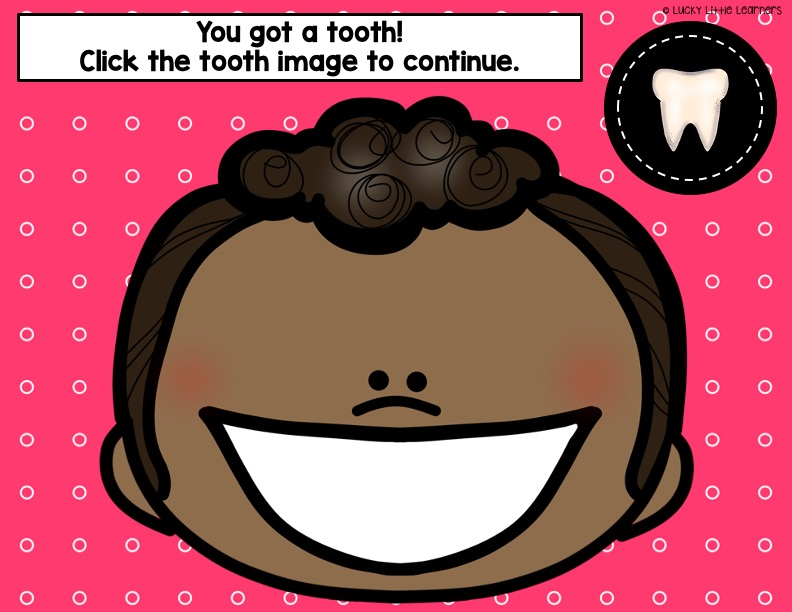 © Lucky Little Learners
You got a tooth!
Click the tooth image to continue.